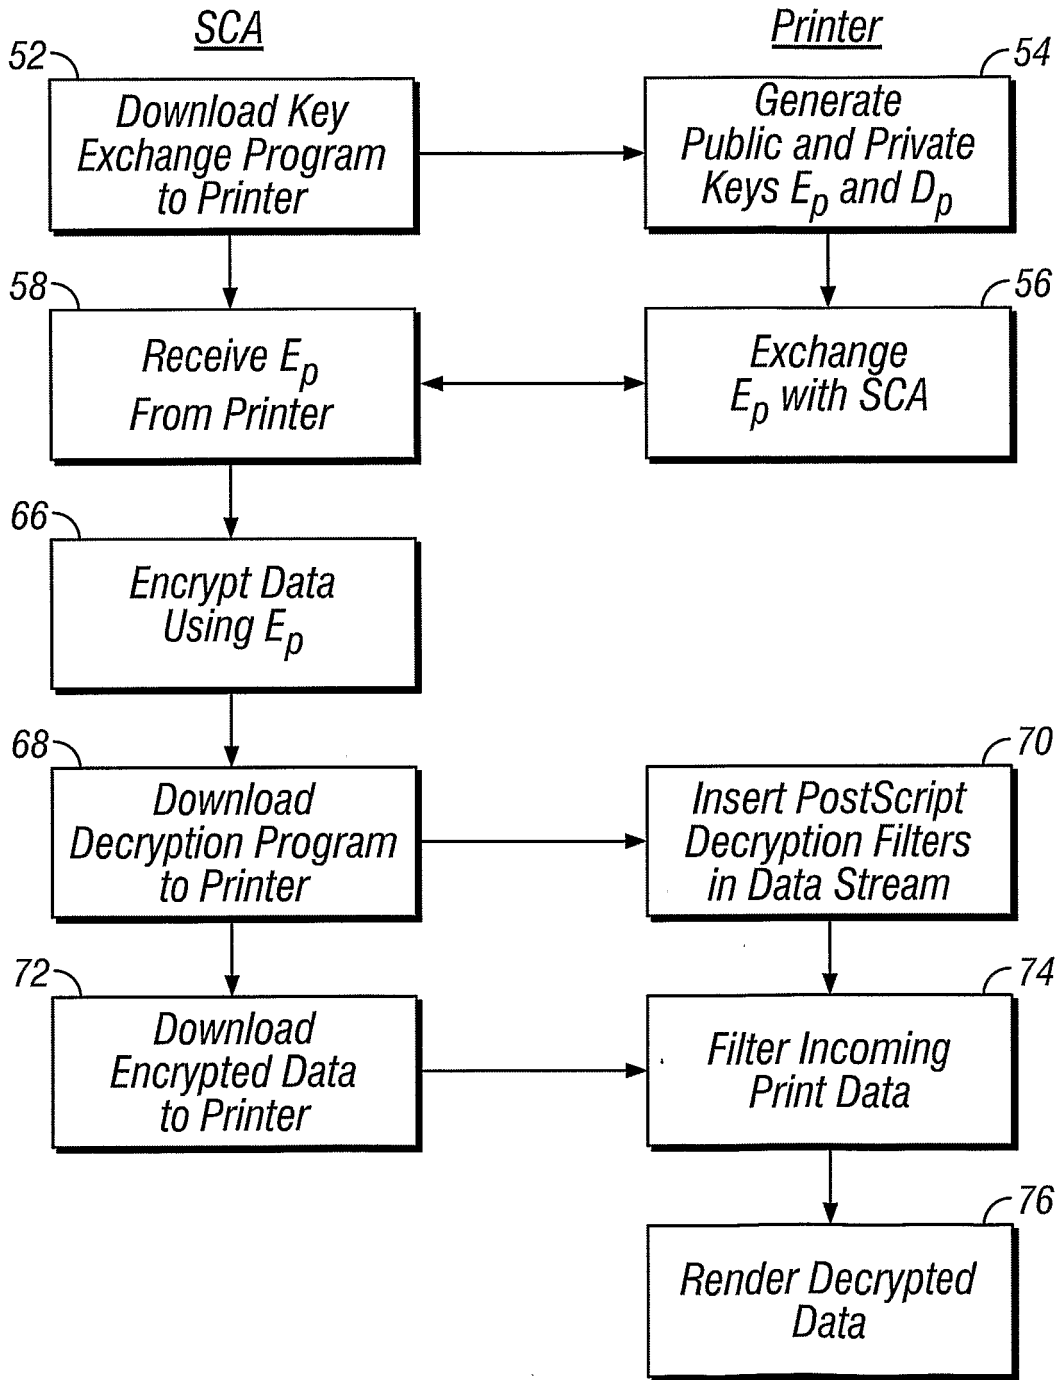 SCA
Printer
52
Download Key
Exchange Program
to Printer
54
Generate
Public and Private
Keys Ep and Dp
58
Receive Ep
From Printer
56
Exchange
Ep with SCA
66
Encrypt Data
Using Ep
68
Download
Decryption Program
to Printer
70
Insert PostScript
Decryption Filters
in Data Stream
72
Download
Encrypted Data
to Printer
74
Filter Incoming
Print Data
76
Render Decrypted
Data